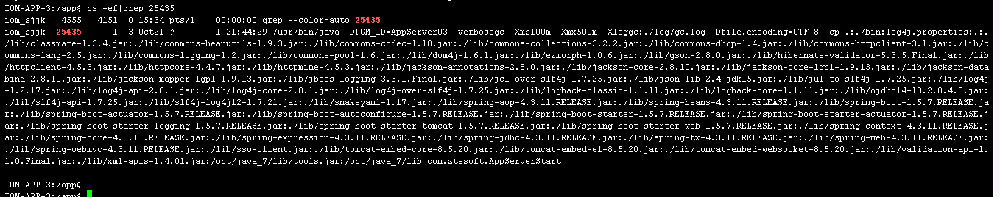 IOM-APP-3:/app$ ps -ef|grep 25435
iom_sjjk  4555  4151  0 15:34 pts/1    00:00:00 grep --color=auto 25435
iom_sjjk 25435     1  3 Oct21 ?        1-21:44:29 /usr/bin/java -DPGM_ID=AppServer03 -verbosegc -Xms100m -Xmx500m -Xloggc:./log/gc.log -Dfile.encoding=UTF-8 -cp .:./bin:log4j.properties:.:.
/lib/classmate-1.3.4.jar:./lib/commons-beanutils-1.9.3.jar:./lib/commons-codec-1.10.jar:./lib/commons-collections-3.2.2.jar:./lib/commons-dbcp-1.4.jar:./lib/commons-httpclient-3.1.jar:./lib/c
ommons-lang-2.5.jar:./lib/commons-logging-1.2.jar:./lib/commons-pool-1.6.jar:./lib/dom4j-1.6.1.jar:./lib/ezmorph-1.0.6.jar:./lib/gson-2.8.0.jar:./lib/hibernate-validator-5.3.5.Final.jar:./lib
/httpclient-4.5.3.jar:./lib/httpcore-4.4.7.jar:./lib/httpmime-4.5.3.jar:./lib/jackson-annotations-2.8.0.jar:./lib/jackson-core-2.8.10.jar:./lib/jackson-core-lgpl-1.9.13.jar:./lib/jackson-data
bind-2.8.10.jar:./lib/jackson-mapper-lgpl-1.9.13.jar:./lib/jboss-logging-3.3.1.Final.jar:./lib/jcl-over-slf4j-1.7.25.jar:./lib/json-lib-2.4-jdk15.jar:./lib/jul-to-slf4j-1.7.25.jar:./lib/log4j
-1.2.17.jar:./lib/log4j-api-2.0.1.jar:./lib/log4j-core-2.0.1.jar:./lib/log4j-over-slf4j-1.7.25.jar:./lib/logback-classic-1.1.11.jar:./lib/logback-core-1.1.11.jar:./lib/ojdbc14-10.2.0.4.0.jar:
./lib/slf4j-api-1.7.25.jar:./lib/slf4j-log4j12-1.7.21.jar:./lib/snakeyaml-1.17.jar:./lib/spring-aop-4.3.11.RELEASE.jar:./lib/spring-beans-4.3.11.RELEASE.jar:./lib/spring-boot-1.5.7.RELEASE.ja
r:./lib/spring-boot-actuator-1.5.7.RELEASE.jar:./lib/spring-boot-autoconfigure-1.5.7.RELEASE.jar:./lib/spring-boot-starter-1.5.7.RELEASE.jar:./lib/spring-boot-starter-actuator-1.5.7.RELEASE.j
ar:./lib/spring-boot-starter-logging-1.5.7.RELEASE.jar:./lib/spring-boot-starter-tomcat-1.5.7.RELEASE.jar:./lib/spring-boot-starter-web-1.5.7.RELEASE.jar:./lib/spring-context-4.3.11.RELEASE.j
ar:./lib/spring-core-4.3.11.RELEASE.jar:./lib/spring-expression-4.3.11.RELEASE.jar:./lib/spring-jdbc-4.3.11.RELEASE.jar:./lib/spring-tx-4.3.11.RELEASE.jar:./lib/spring-web-4.3.11.RELEASE.jar:
./lib/spring-webmvc-4.3.11.RELEASE.jar:./lib/sso-client.jar:./lib/tomcat-embed-core-8.5.20.jar:./lib/tomcat-embed-el-8.5.20.jar:./lib/tomcat-embed-websocket-8.5.20.jar:./lib/validation-api-1.
1.0.Final.jar:./lib/xml-apis-1.4.01.jar:/opt/java_7/lib/tools.jar:/opt/java_7/lib com.ztesoft.AppServerStart
IOM-APP-3:/app$
IOM-APP-3:/app$